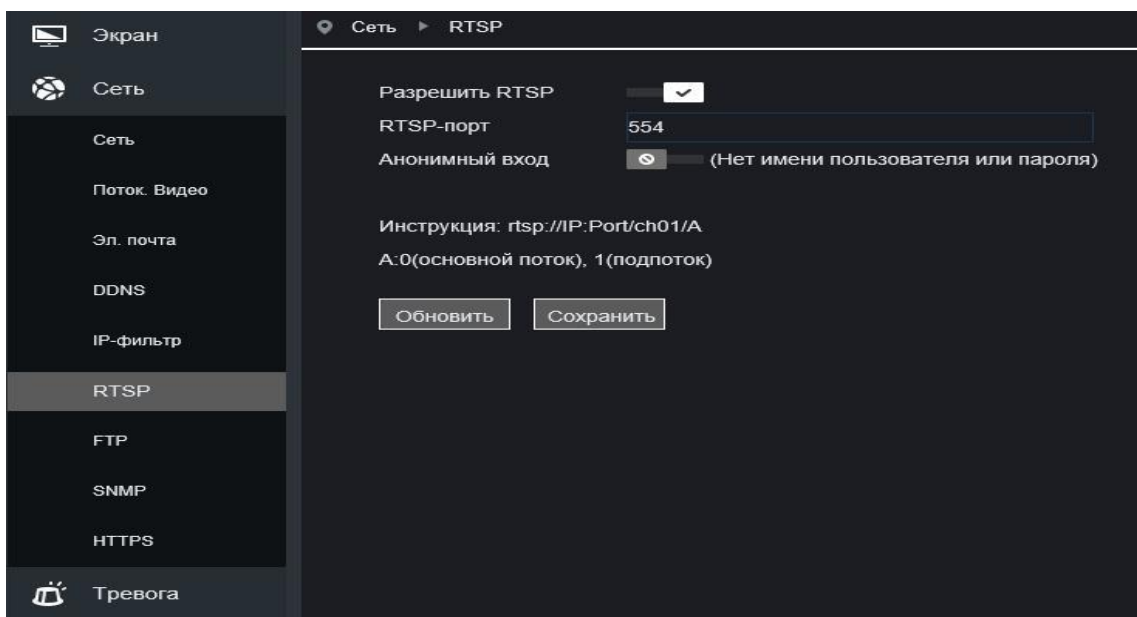 Экран
Сеть
Сеть
Поток. Видео
Эл. почта
DDNS
IP-фильтр
RTSP
FTP
SNMP
HTTPS
Тревога
Сеть RTSP
Разрешить RTSP
RTSP-порт 554
Анонимный вход (Нет имени пользователя или пароля)
Инструкция: rtsp://IP:Port/ch01/A
A:0(основной поток), 1(подпоток)
Обновить Сохранить